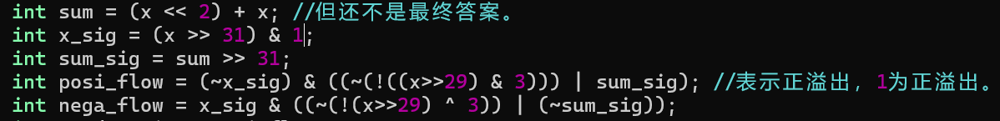 int sum = (x << 2) + x; //但还不是最终答案。
int x_sig = (x >> 31) & 1;
int sum_sig = sum >> 31;
int posi_flow = (~x_sig) & ((~(!((x>>29) & 3))) | sum_sig); //表示正溢出，1为正溢出。
int nega_flow = x_sig & ((~(!(x>>29) ^ 3)) | (~sum_sig));